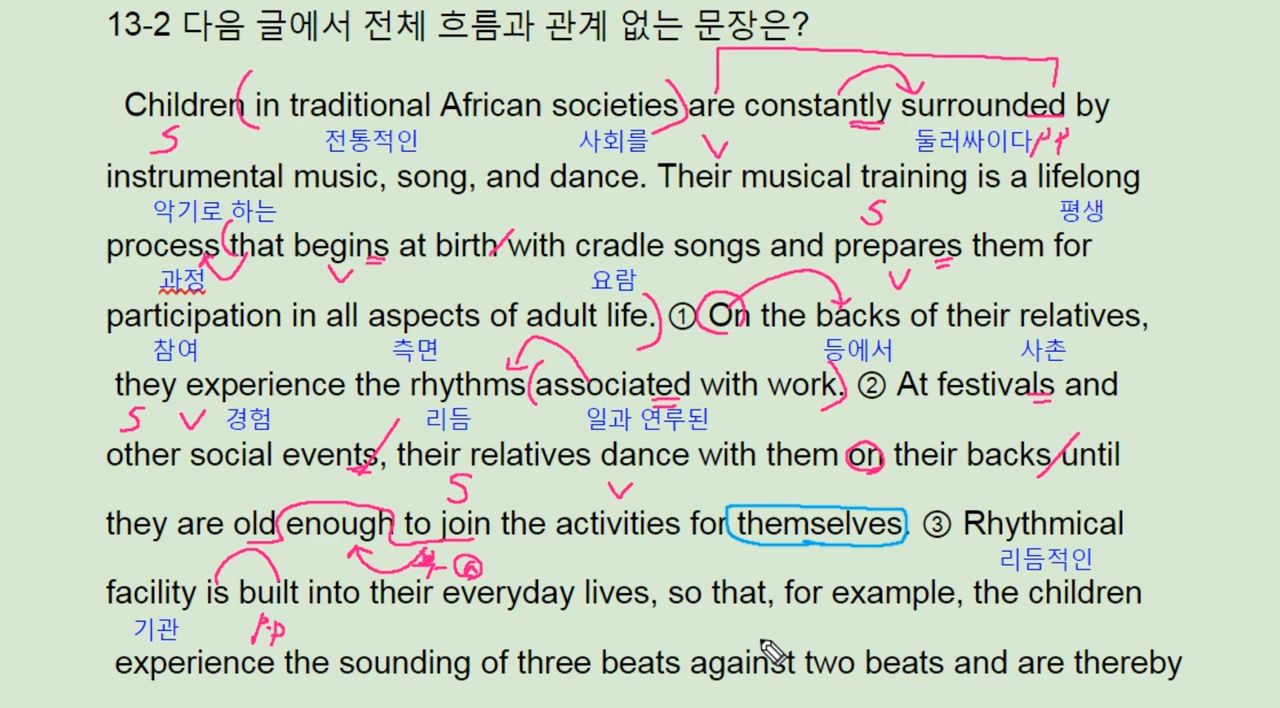 13-2 다음 글에서 전체 흐름과 관계 없는 문장은?
Children in traditional African societies are constantly surrounded by
S 전통적인 사회를 V 둘러싸이다 pp
instrumental music, song, and dance. Their musical training is a lifelong
악기로 하는 S 평생
process that begins at birth with cradle songs and prepares them for
과정 V 요람 V
participation in all aspects of adult life. ① On the backs of their relatives,
참여 측면 등에서 사촌
they experience the rhythms associated with work. ② At festivals and
S V 경험 리듬 일과 연루된
other social events, their relatives dance with them on their backs until
S V
they are old enough to join the activities for themselves. ③ Rhythmical
리듬적인
facility is built into their everyday lives, so that, for example, the children
기관 p.p
experience the sounding of three beats against two beats and are thereby